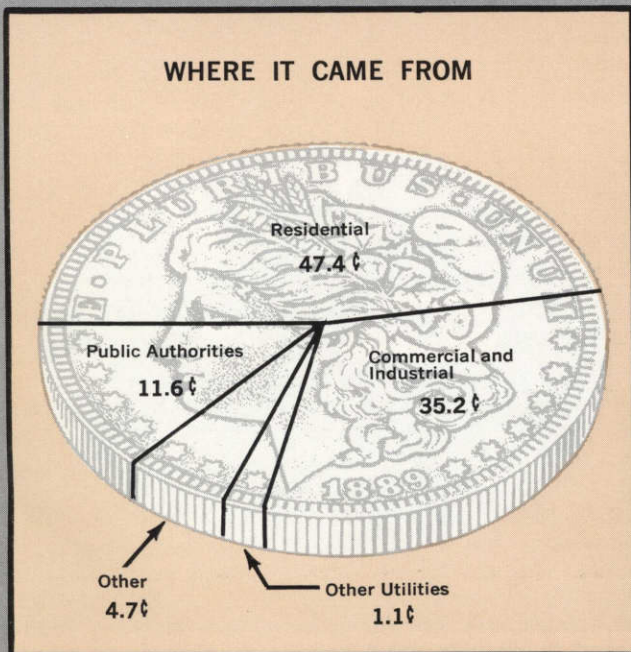 WHERE IT CAME FROM
E · PLURIBUS · UNUM
LIBERTY
Residential
47.4 ¢
Public Authorities
11.6 ¢
Commercial and
Industrial
35.2 ¢
1889
Other
4.7¢
Other Utilities
1.1¢